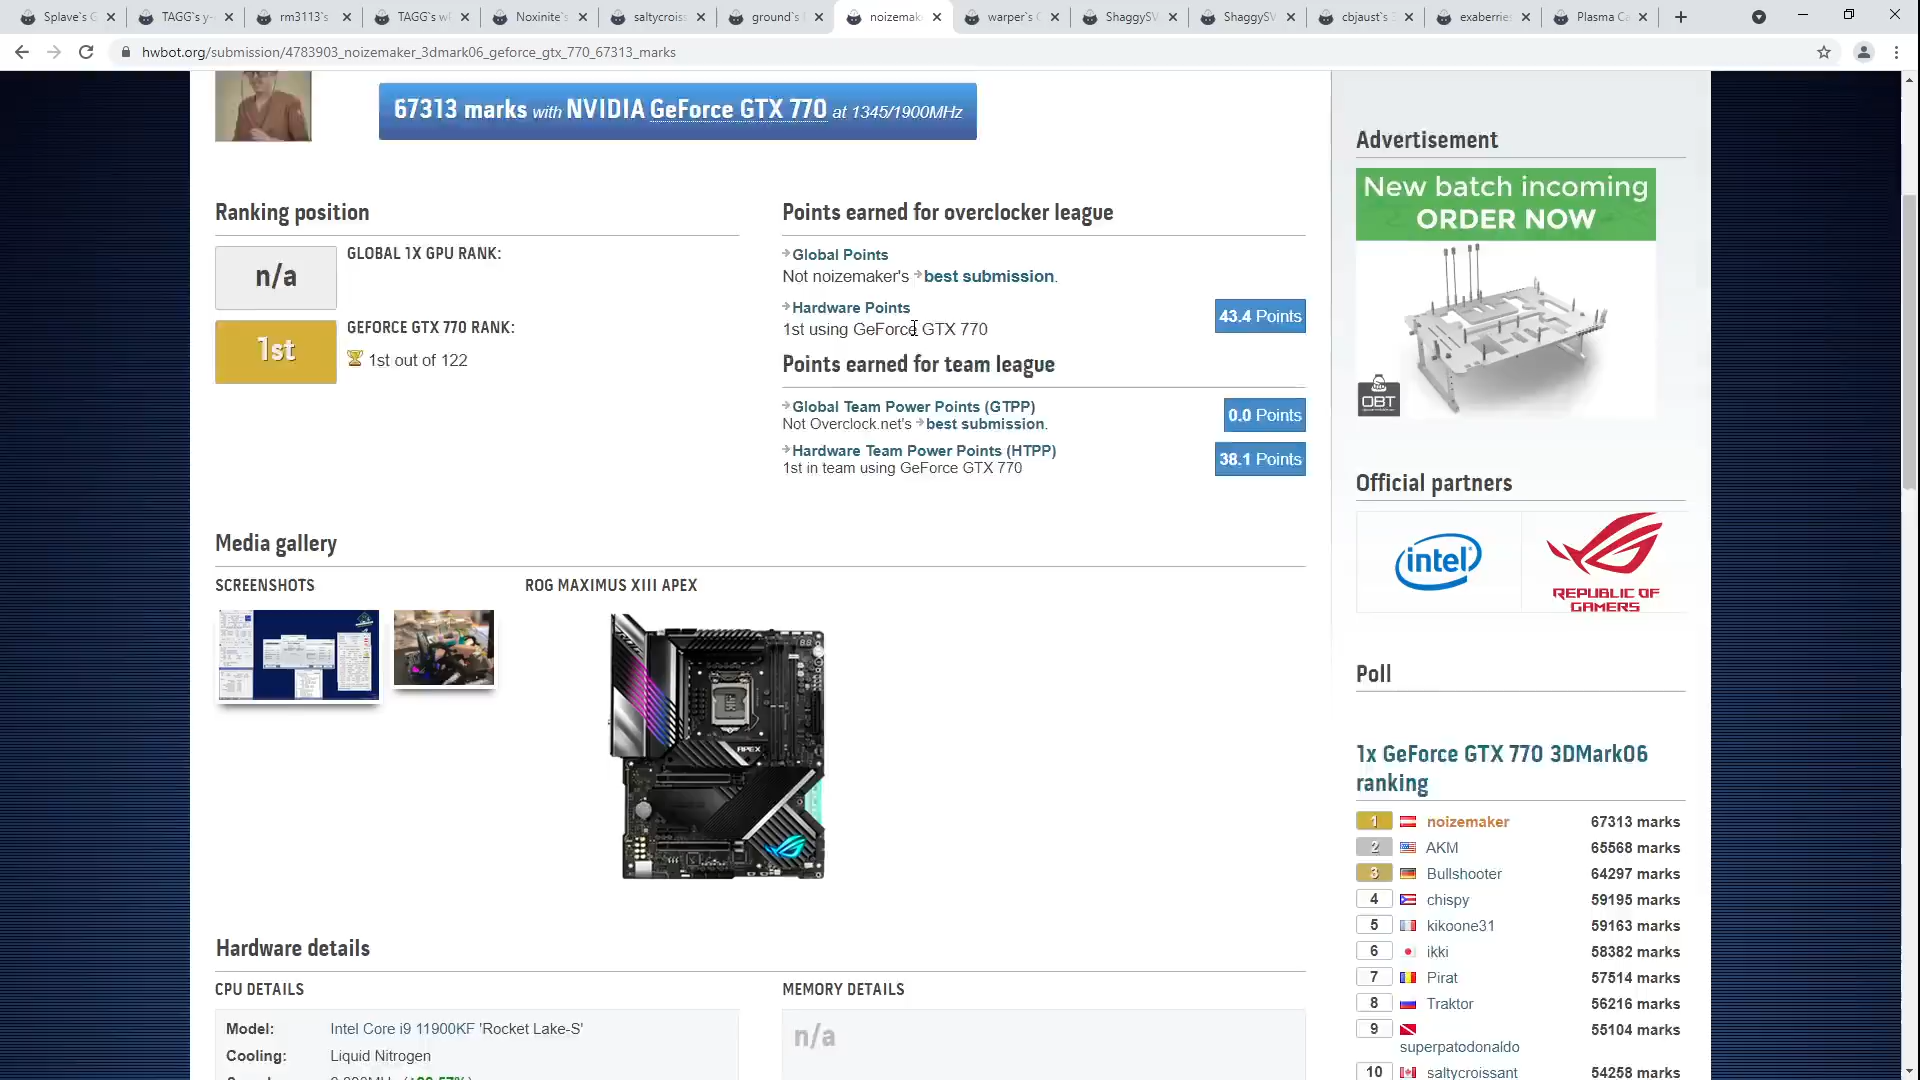 Splave`s G
TAGG`s y-
rm3113`s
TAGG`s wl
Noxinite`s
saltycrois
ground`s
noizemak
warper`s
ShaggySV
ShaggySV
cbjaust`s
exaberrie
Plasma Ca
hwbot.org/submission/4783903_noizemaker_3dmark06_geforce_gtx_770_67313_marks
67313 marks with NVIDIA GeForce GTX 770 at 1345/1900MHz
Ranking position
n/a
GLOBAL 1X GPU RANK:
1st
GEFORCE GTX 770 RANK:
1st out of 122
Points earned for overclocker league
Global Points
Not noizemaker's best submission.
Hardware Points
1st using GeForce GTX 770
43.4 Points
Points earned for team league
Global Team Power Points (GTPP)
Not Overclock.net's best submission.
0.0 Points
Hardware Team Power Points (HTPP)
1st in team using GeForce GTX 770
38.1 Points
Media gallery
SCREENSHOTS
ROG MAXIMUS XIII APEX
APEX
Hardware details
CPU DETAILS
Model: Intel Core i9 11900KF 'Rocket Lake-S'
Cooling: Liquid Nitrogen
MEMORY DETAILS
n/a
Advertisement
New batch incoming
ORDER NOW
OBT
Official partners
intel
REPUBLIC OF
GAMERS
Poll
1x GeForce GTX 770 3DMark06
ranking
1 noizemaker 67313 marks
2 AKM 65568 marks
3 Bullshooter 64297 marks
4 chispy 59195 marks
5 kikoone31 59163 marks
6 ikki 58382 marks
7 Pirat 57514 marks
8 Traktor 56216 marks
9 superpatodonaldo 55104 marks
10 saltycroissant 54258 marks